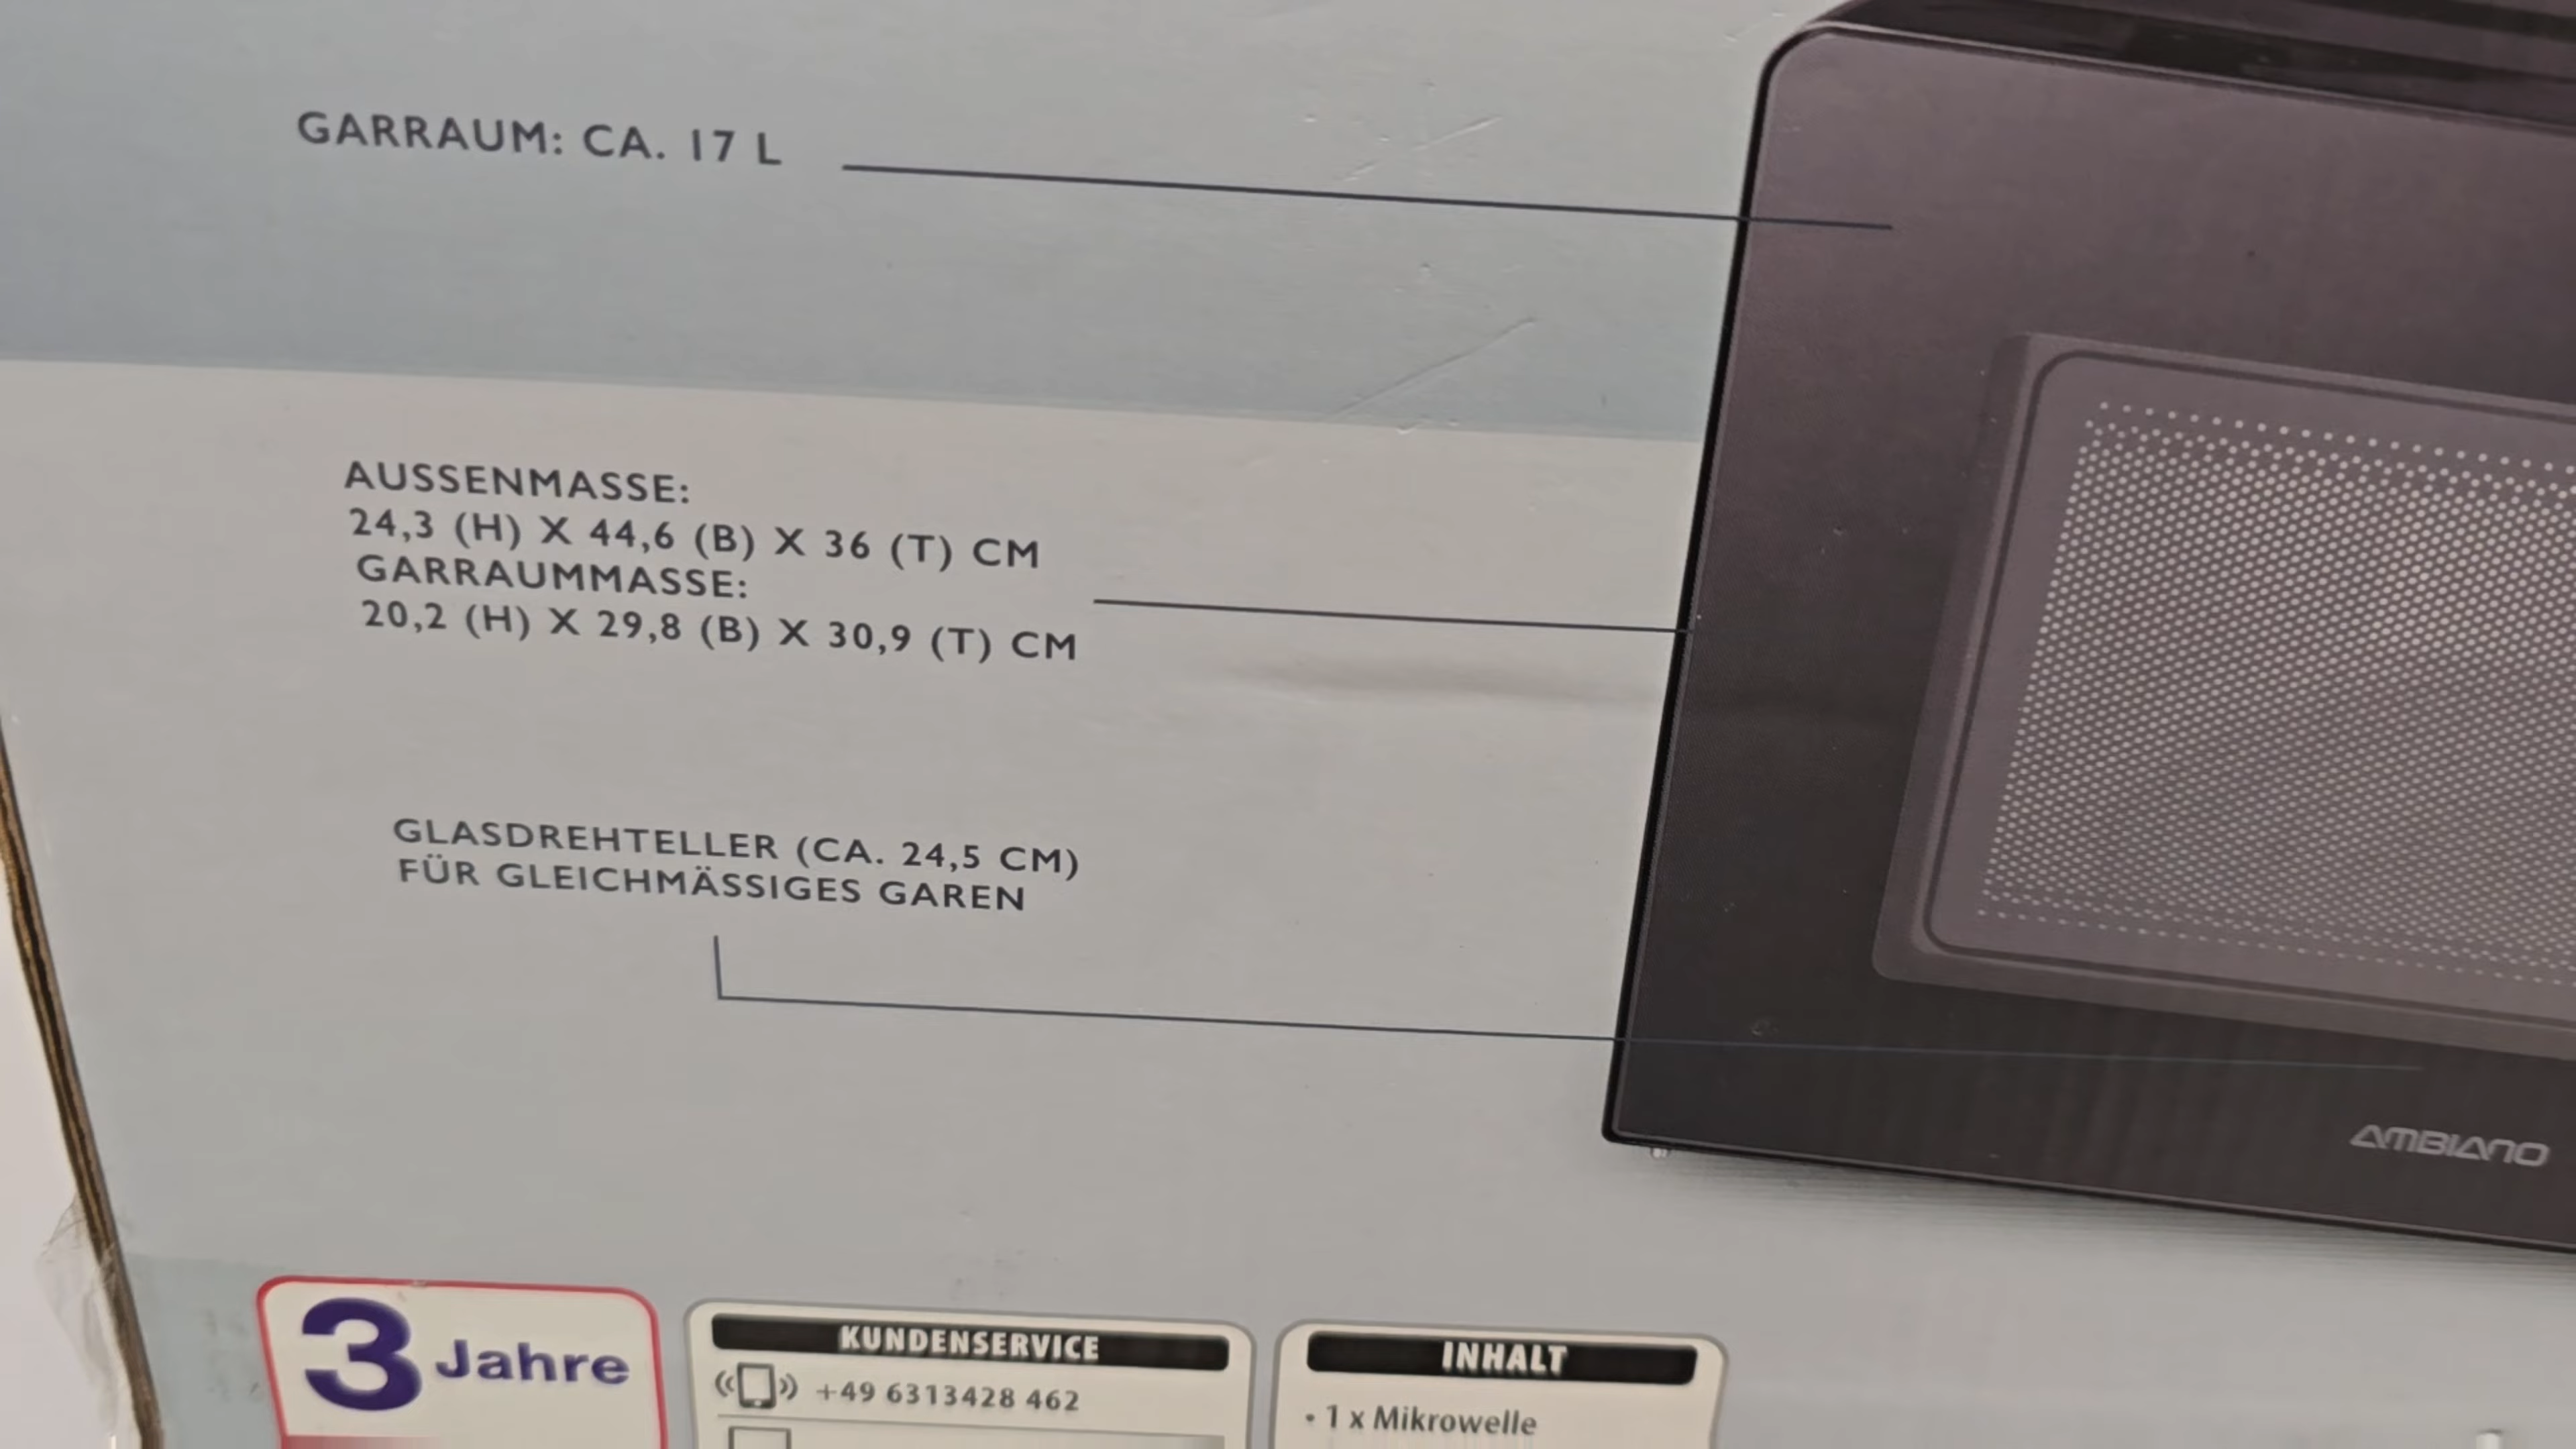 GARRAUM: CA. 17 L
AUSSENMASSE:
24,3 (H) X 44,6 (B) X 36 (T) CM
GARRAUMMASSE:
20,2 (H) X 29,8 (B) X 30,9 (T) CM
GLASDREHTELLER (CA. 24,5 CM)
FÜR GLEICHMÄSSIGES GAREN
AMBIANO
3 Jahre
KUNDENSERVICE
+49 6313428 462
INHALT
• 1 x Mikrowelle